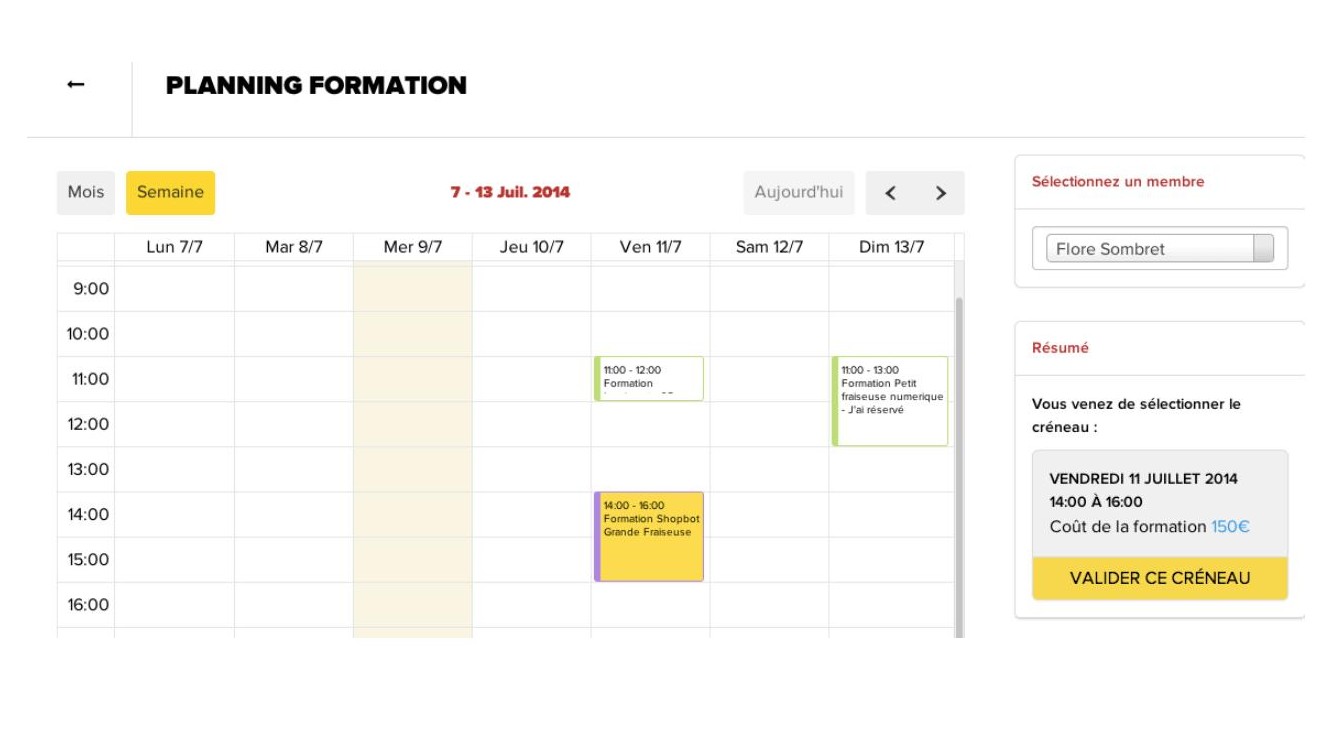 ←
PLANNING FORMATION
Mois
Semaine
7 - 13 Juil. 2014
Aujourd'hui
<
>
Lun 7/7
Mar 8/7
Mer 9/7
Jeu 10/7
Ven 11/7
Sam 12/7
Dim 13/7
9:00
10:00
11:00
12:00
13:00
14:00
15:00
16:00
11:00 - 12:00
Formation
11:00 - 13:00
Formation Petit
fraiseuse numerique
- J'ai réservé
14:00 - 16:00
Formation Shopbot
Grande Fraiseuse
Sélectionnez un membre
Flore Sombret
Résumé
Vous venez de sélectionner le
créneau :
VENDREDI 11 JUILLET 2014
14:00 À 16:00
Coût de la formation 150€
VALIDER CE CRÉNEAU